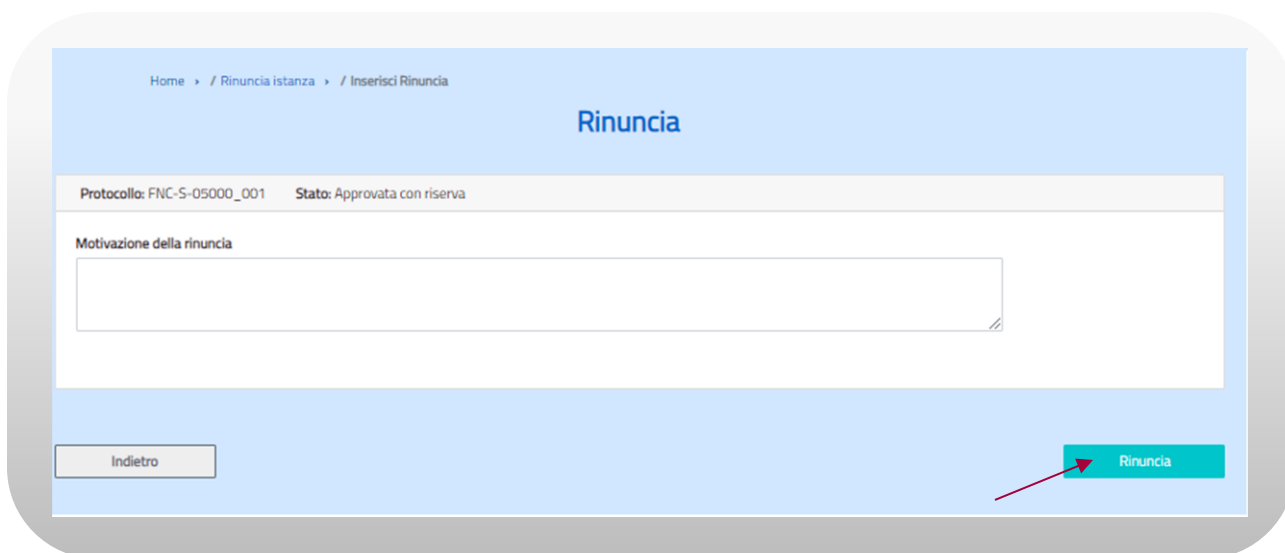 Home › / Rinuncia istanza › / Inserisci Rinuncia
Rinuncia
Protocollo: FNC-S-05000_001 Stato: Approvata con riserva
Motivazione della rinuncia
Indietro Rinuncia